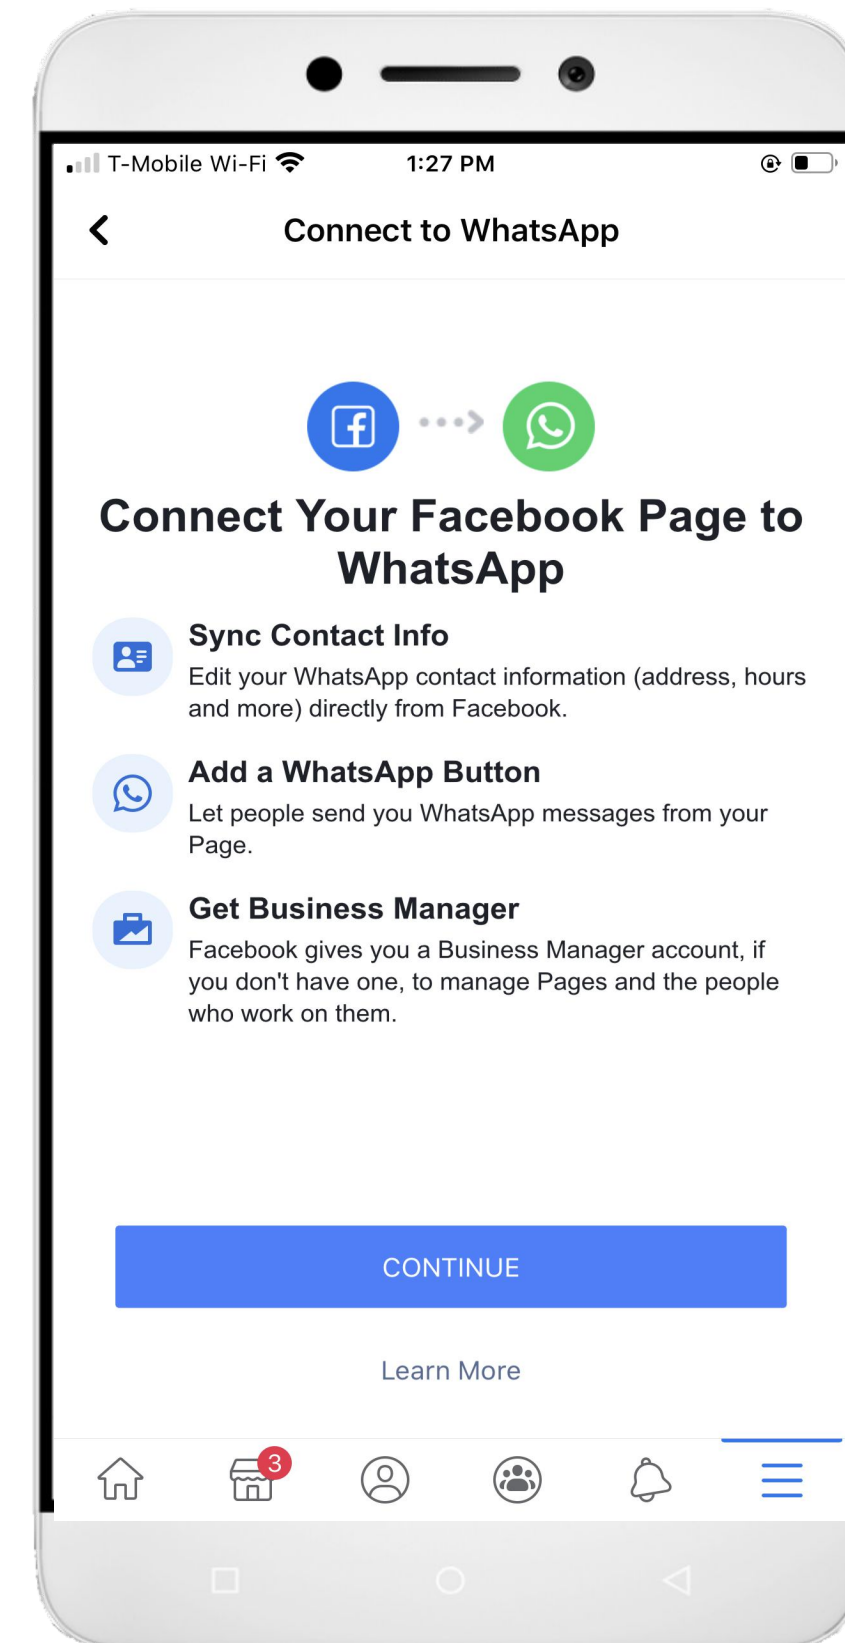 T-Mobile Wi-Fi 1:27 PM
Connect to WhatsApp
Connect Your Facebook Page to
WhatsApp
Sync Contact Info
Edit your WhatsApp contact information (address, hours
and more) directly from Facebook.
Add a WhatsApp Button
Let people send you WhatsApp messages from your
Page.
Get Business Manager
Facebook gives you a Business Manager account, if
you don't have one, to manage Pages and the people
who work on them.
CONTINUE
Learn More
3